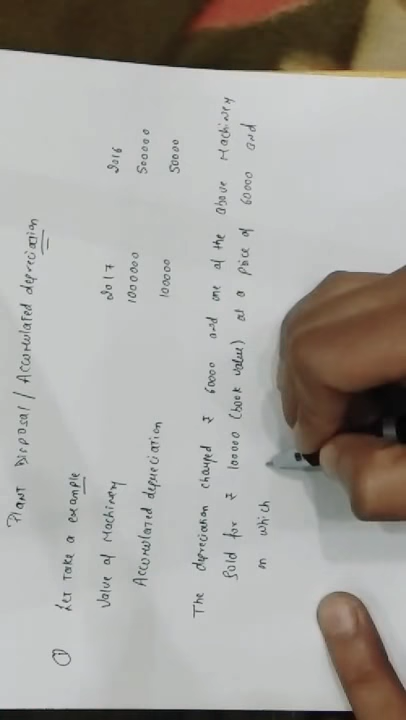 Plant Disposal / Accumulated depreciation
① Let Take a example
2017 2016
Value of Machinery 1000000 500000
Accumulated depreciation 100000 50000
The depreciation charged ₹ 60000 and one of the above Machinery
Sold for ₹ 100000 (book value) at a price of 60000 and
in which